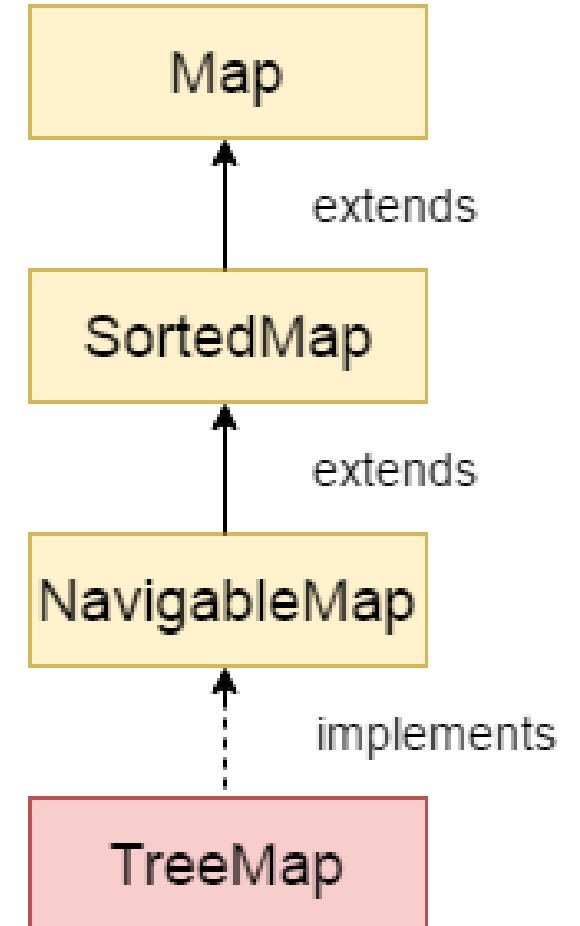 Map
extends
SortedMap
extends
NavigableMap
implements
TreeMap